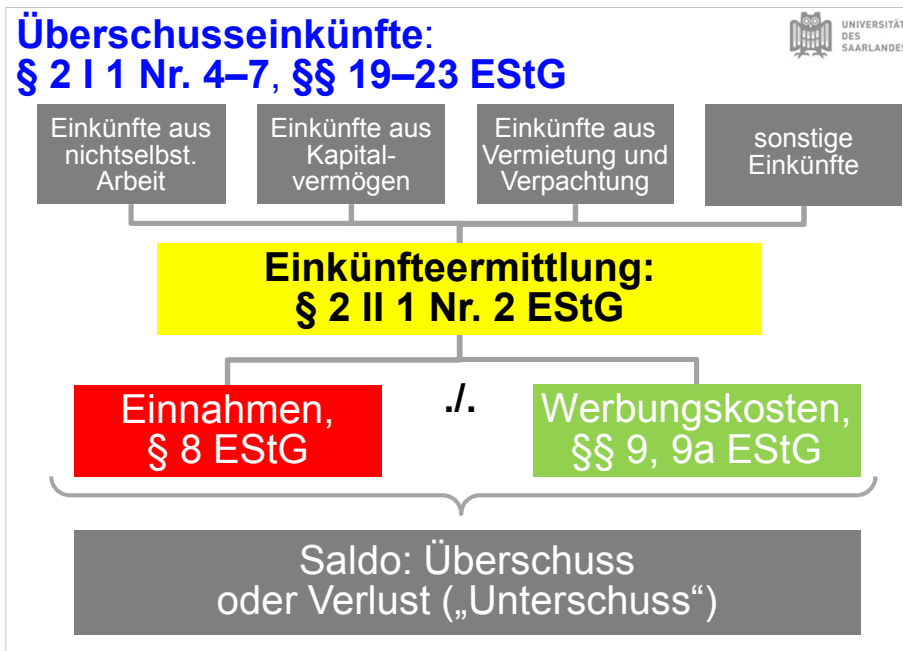 Überschusseinkünfte:
§ 2 I 1 Nr. 4–7, §§ 19–23 EStG
UNIVERSITÄT
DES
SAARLANDES
Einkünfte aus
nichtselbst.
Arbeit
Einkünfte aus
Kapital-
vermögen
Einkünfte aus
Vermietung und
Verpachtung
sonstige
Einkünfte
Einkünfteermittlung:
§ 2 II 1 Nr. 2 EStG
Einnahmen,
§ 8 EStG
./.
Werbungskosten,
§§ 9, 9a EStG
Saldo: Überschuss
oder Verlust („Unterschuss“)